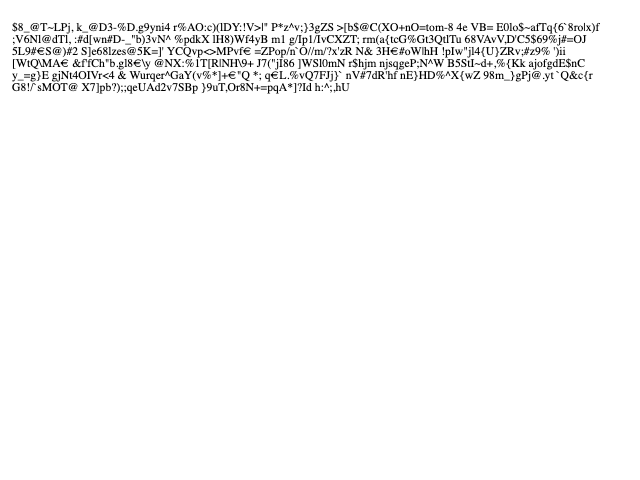 $8_@T~LPj, k_@D3-%D.g9yni4 r%AO:c)(lDY:!V>|" P*z^v;}3gZS >[b$@C(XO+nO=tom-8 4e VB= E0lo$~afTq{6`8ro|x)f
;V6Nl@dTl, :#d[wn#D-_"b)3vN^ %pdkX lH8)Wf4yB m1 g/Ip1/IvCXZT; rm(a{tcG%Gt3QtlTu 68VAvV,D'C5$69%j#=OJ
5L9#€S@)#2 S]e68lzes@5K=]' YCQvp<>MPvf€ =ZPop/n`O//m/?x'zR N& 3H€#oWlhH !pIw"jl4{U}ZRv;#z9% ')ii
[WtQ\MA€ &f'fCh"b.gI8€\y @NX:%1T[R|NH\9+ J7("jI86 ]WSl0mN r$hjm njsqgeP;N^W B5StI~d+,%{Kk ajofgdE$nC
y_=g}E gjNt4OIVr<4 & Wurqer^GaY(v%*]+€"Q *; q€L.%vQ7FJj}` nV#7dR'hf nE}HD%^X{wZ 98m_}gPj@.yt`Q&c{r
G8!/`sMOT@ X7]pb?);;qeUAd2v7SBp }9uT,Or8N+=pqA*]?Id h:^;,hU